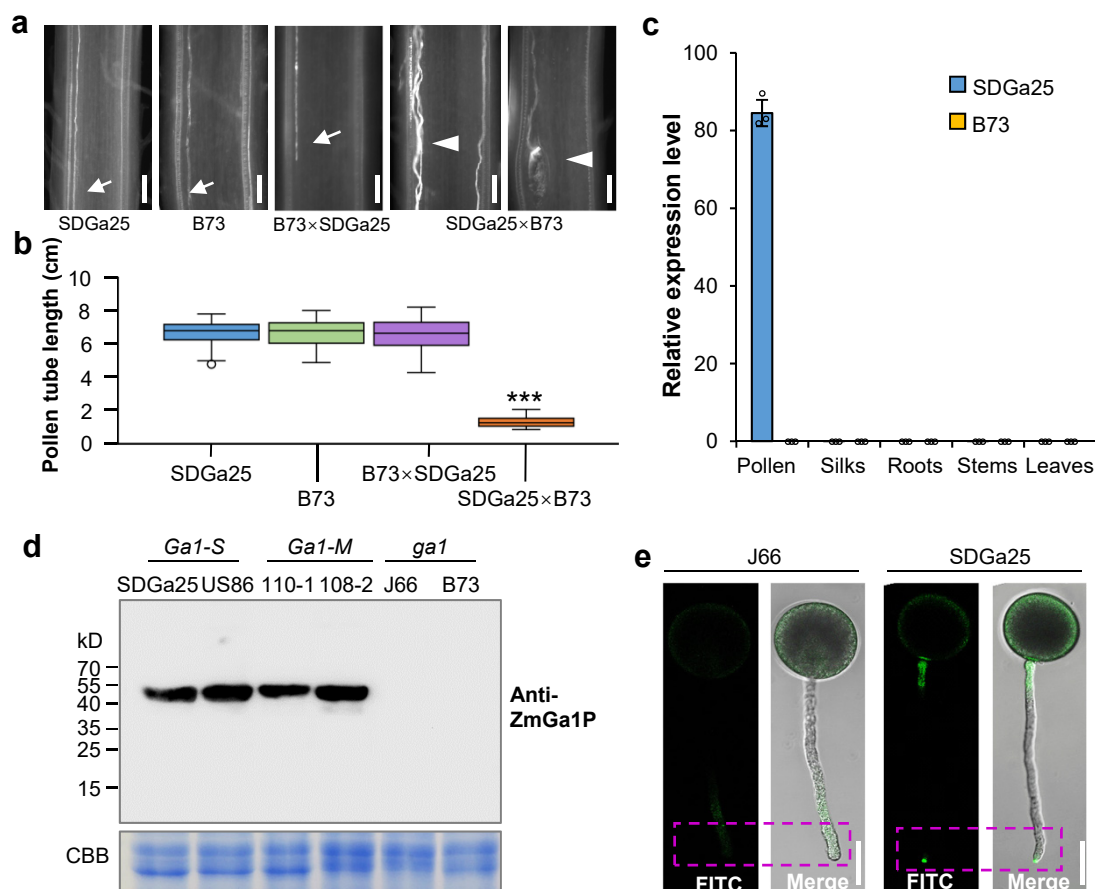 a
SDGa25
B73
B73×SDGa25
SDGa25×B73
b
Pollen tube length (cm)
10
8
6
4
2
0
***
SDGa25
B73
B73×SDGa25
SDGa25×B73
c
Relative expression level
100
80
60
40
20
0
SDGa25
B73
Pollen
Silks
Roots
Stems
Leaves
d
Ga1-S
Ga1-M
ga1
SDGa25
US86
110-1
108-2
J66
B73
kD
70
55
40
35
25
15
Anti-
ZmGa1P
CBB
e
J66
SDGa25
FITC
Merge
FITC
Merge